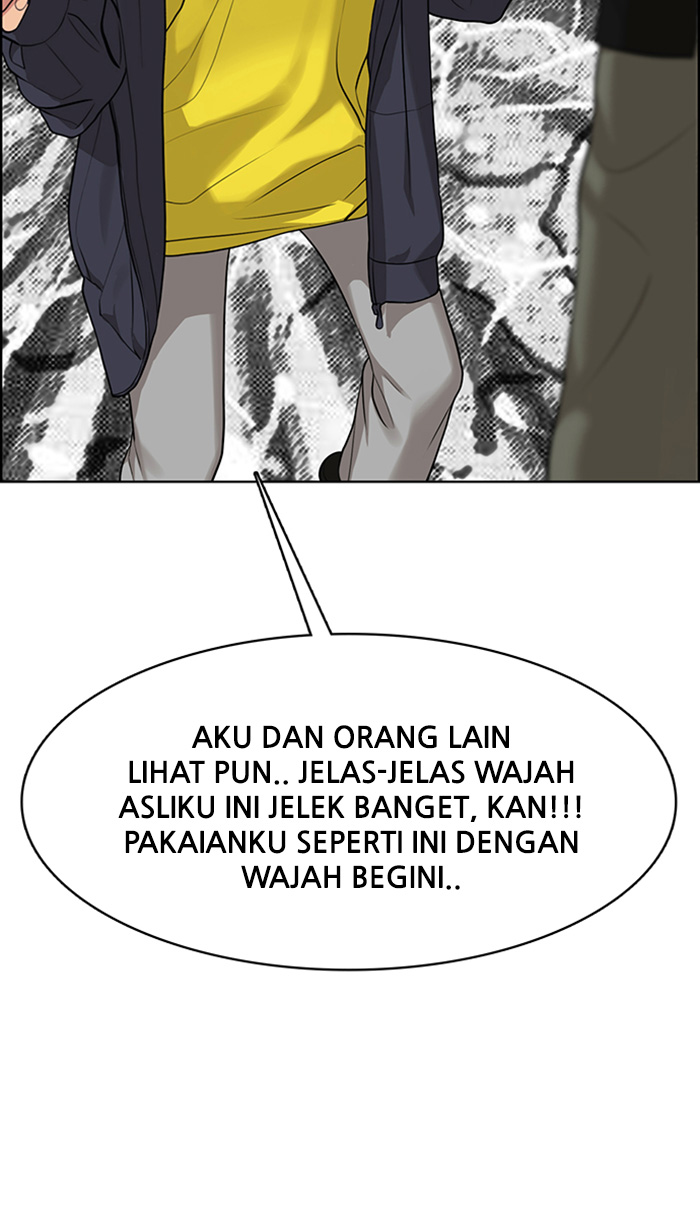 AKU DAN ORANG LAIN
LIHAT PUN.. JELAS-JELAS WAJAH
ASLIKU INI JELEK BANGET, KAN!!!
PAKAIANKU SEPERTI INI DENGAN
WAJAH BEGINI..